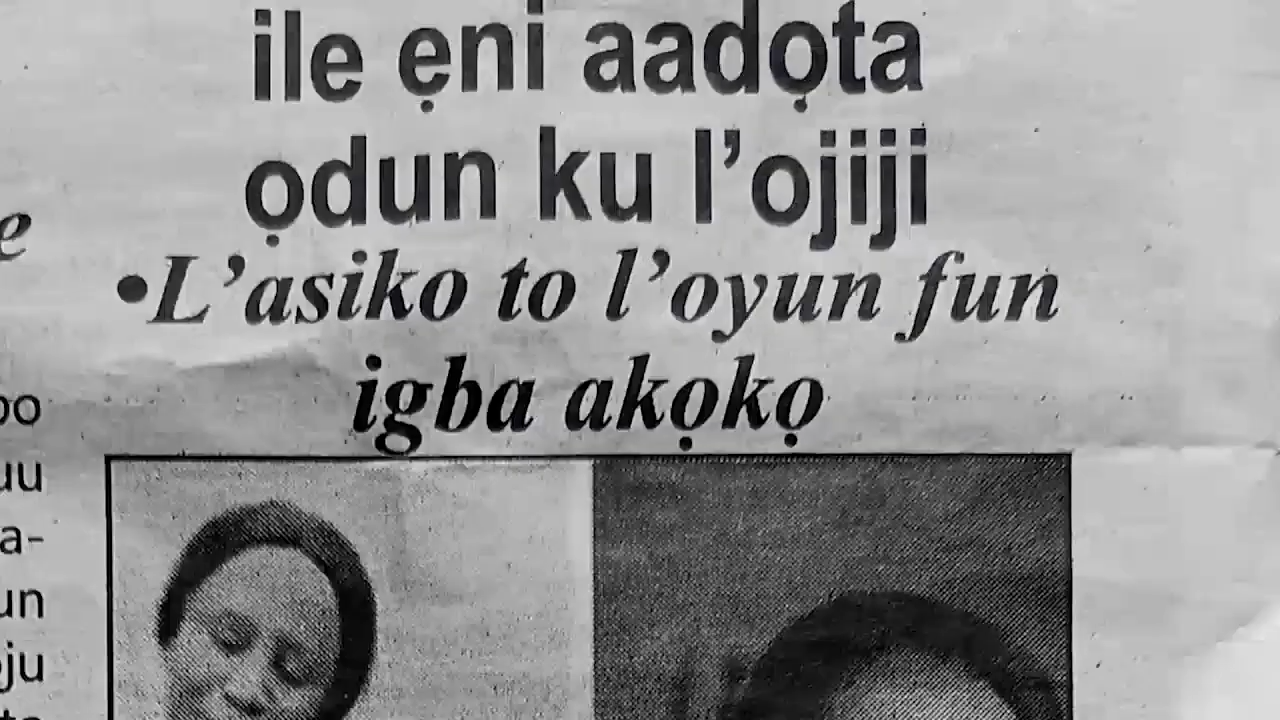 ile ẹni aadọta
ọdun ku l’ojiji
•L’asiko to l’oyun fun
igba akọkọ